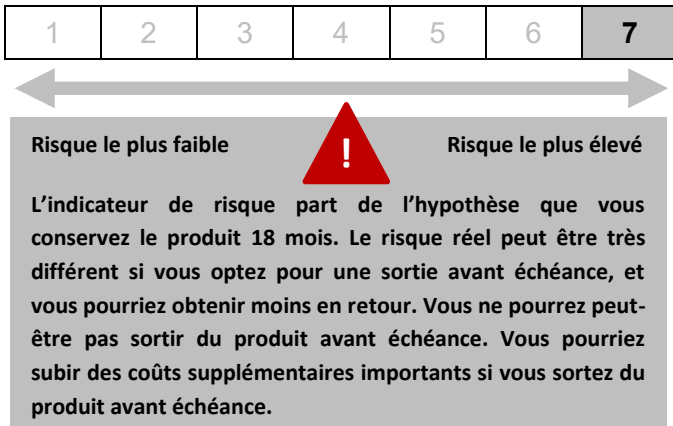 1 2 3 4 5 6 7
!
Risque le plus faible Risque le plus élevé
L’indicateur de risque part de l’hypothèse que vous
conservez le produit 18 mois. Le risque réel peut être très
différent si vous optez pour une sortie avant échéance, et
vous pourriez obtenir moins en retour. Vous ne pourrez peut-
être pas sortir du produit avant échéance. Vous pourriez
subir des coûts supplémentaires importants si vous sortez du
produit avant échéance.